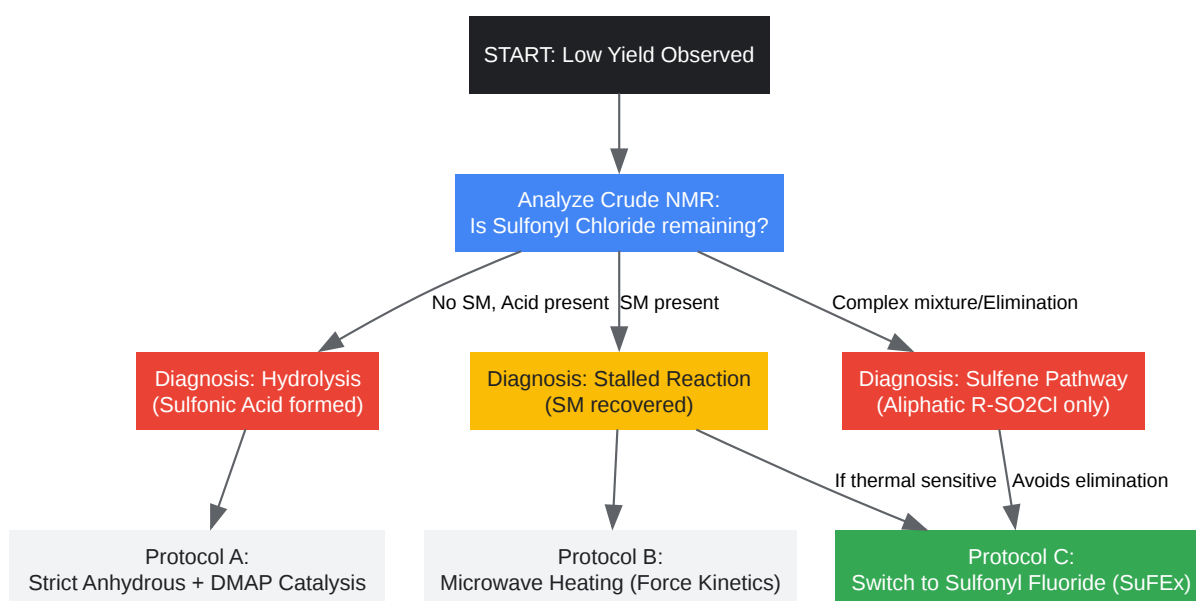 START: Low Yield Observed
Analyze Crude NMR:
Is Sulfonyl Chloride remaining?
No SM, Acid present
SM present
Complex mixture/Elimination
Diagnosis: Hydrolysis
(Sulfonic Acid formed)
Diagnosis: Stalled Reaction
(SM recovered)
Diagnosis: Sulfene Pathway
(Aliphatic R-SO2Cl only)
If thermal sensitive
Avoids elimination
Protocol A:
Strict Anhydrous + DMAP Catalysis
Protocol B:
Microwave Heating (Force Kinetics)
Protocol C:
Switch to Sulfonyl Fluoride (SuFEx)